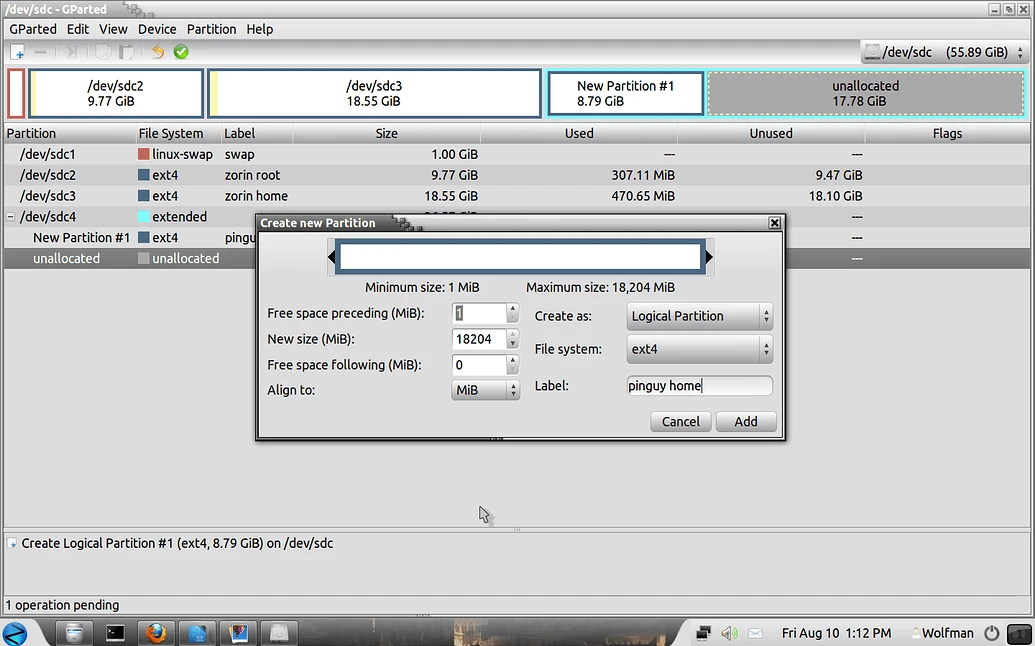 /dev/sdc - GParted
GParted Edit View Device Partition Help
/dev/sdc (55.89 GiB)
/dev/sdc2
9.77 GiB
/dev/sdc3
18.55 GiB
New Partition #1
8.79 GiB
unallocated
17.78 GiB
Partition File System Label Size Used Unused Flags
/dev/sdc1 linux-swap swap 1.00 GiB --- ---
/dev/sdc2 ext4 zorin root 9.77 GiB 307.11 MiB 9.47 GiB
/dev/sdc3 ext4 zorin home 18.55 GiB 470.65 MiB 18.10 GiB
/dev/sdc4 extended ---
New Partition #1 ext4 pingu ---
unallocated unallocated ---
Create new Partition
Minimum size: 1 MiB Maximum size: 18,204 MiB
Free space preceding (MiB): 1
New size (MiB): 18204
Free space following (MiB): 0
Align to: MiB
Create as: Logical Partition
File system: ext4
Label: pinguy home
Cancel Add
Create Logical Partition #1 (ext4, 8.79 GiB) on /dev/sdc
1 operation pending
Fri Aug 10 1:12 PM Wolfman